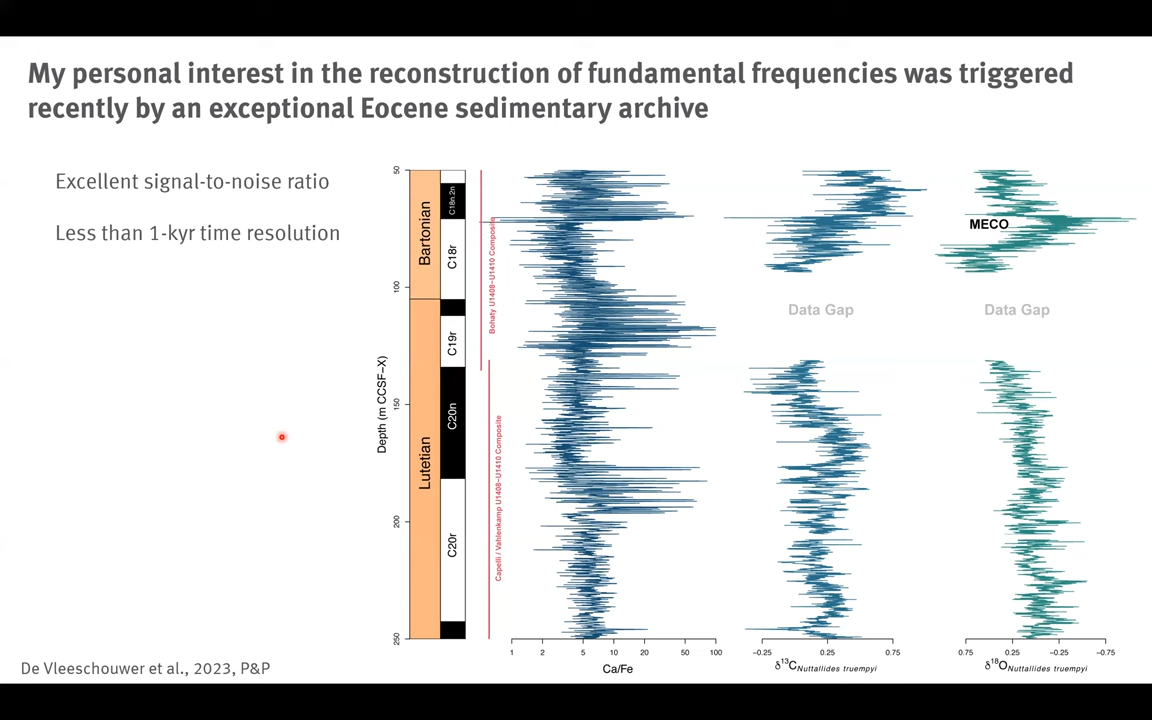 My personal interest in the reconstruction of fundamental frequencies was triggered
recently by an exceptional Eocene sedimentary archive
Excellent signal-to-noise ratio
Less than 1-kyr time resolution
Depth (m CCSF−X)
50
100
150
200
250
Bartonian
Lutetian
C18n.2n
C18r
C19r
C20n
C20r
Bohaty U1408−U1410 Composite
Capelli / Vahlenkamp U1408−U1410 Composite
MECO
Data Gap
Data Gap
1 2 5 10 20 50 100
Ca/Fe
−0.25 0.25 0.75
δ13CNuttallides truempyi
0.75 0.25 −0.25 −0.75
δ18ONuttallides truempyi
De Vleeschouwer et al., 2023, P&P